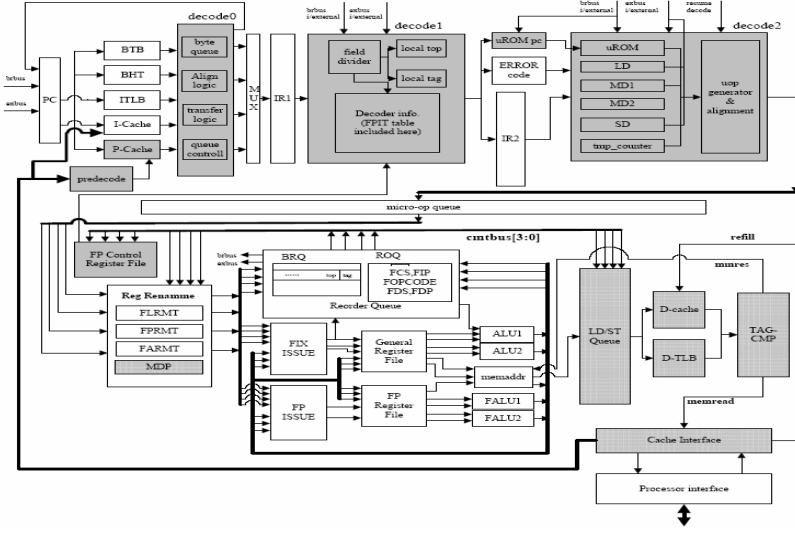 brbus
i/external
exbus
i/external
brbus
i/external
exbus
i/external
resume
decode
decode0
decode1
decode2
brbus
exbus
PC
BTB
BHT
ITLB
I-Cache
P-Cache
predecode
byte
queue
Align
logic
transfer
logic
queue
controll
MUX
IR1
field
divider
local top
local tag
Decoder info.
(FPIT table
included here)
uROM pc
ERROR
code
IR2
uROM
LD
MD1
MD2
SD
tmp_counter
uop
generator
&
alignment
micro-op queue
cmtbus[3:0]
refill
mmres
FP Control
Register File
brbus
exbus
BRQ
ROQ
...... top tag
FCS,FIP
FOPCODE
FDS,FDP
Reorder Queue
Reg Renamme
FLRMT
FPRMT
FARMT
MDP
FIX
ISSUE
General
Register
File
ALU1
ALU2
memaddr
FP
ISSUE
FP
Register
File
FALU1
FALU2
LD/ST
Queue
D-cache
D-TLB
TAG-
CMP
memread
Cache Interface
Processor interface